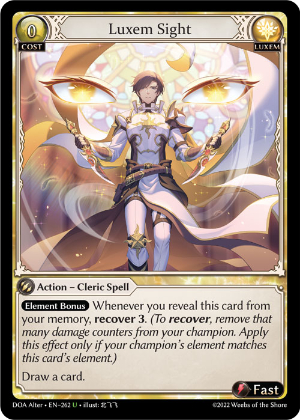 Luxem Sight
0
COST
LUXEM
Action – Cleric Spell
Element Bonus Whenever you reveal this card from
your memory, recover 3. (To recover, remove that
many damage counters from your champion. Apply
this effect only if your champion's element matches
this card's element.)
Draw a card.
Fast
DOA Alter • EN-262 U • illust:
©2022 Weebs of the Shore